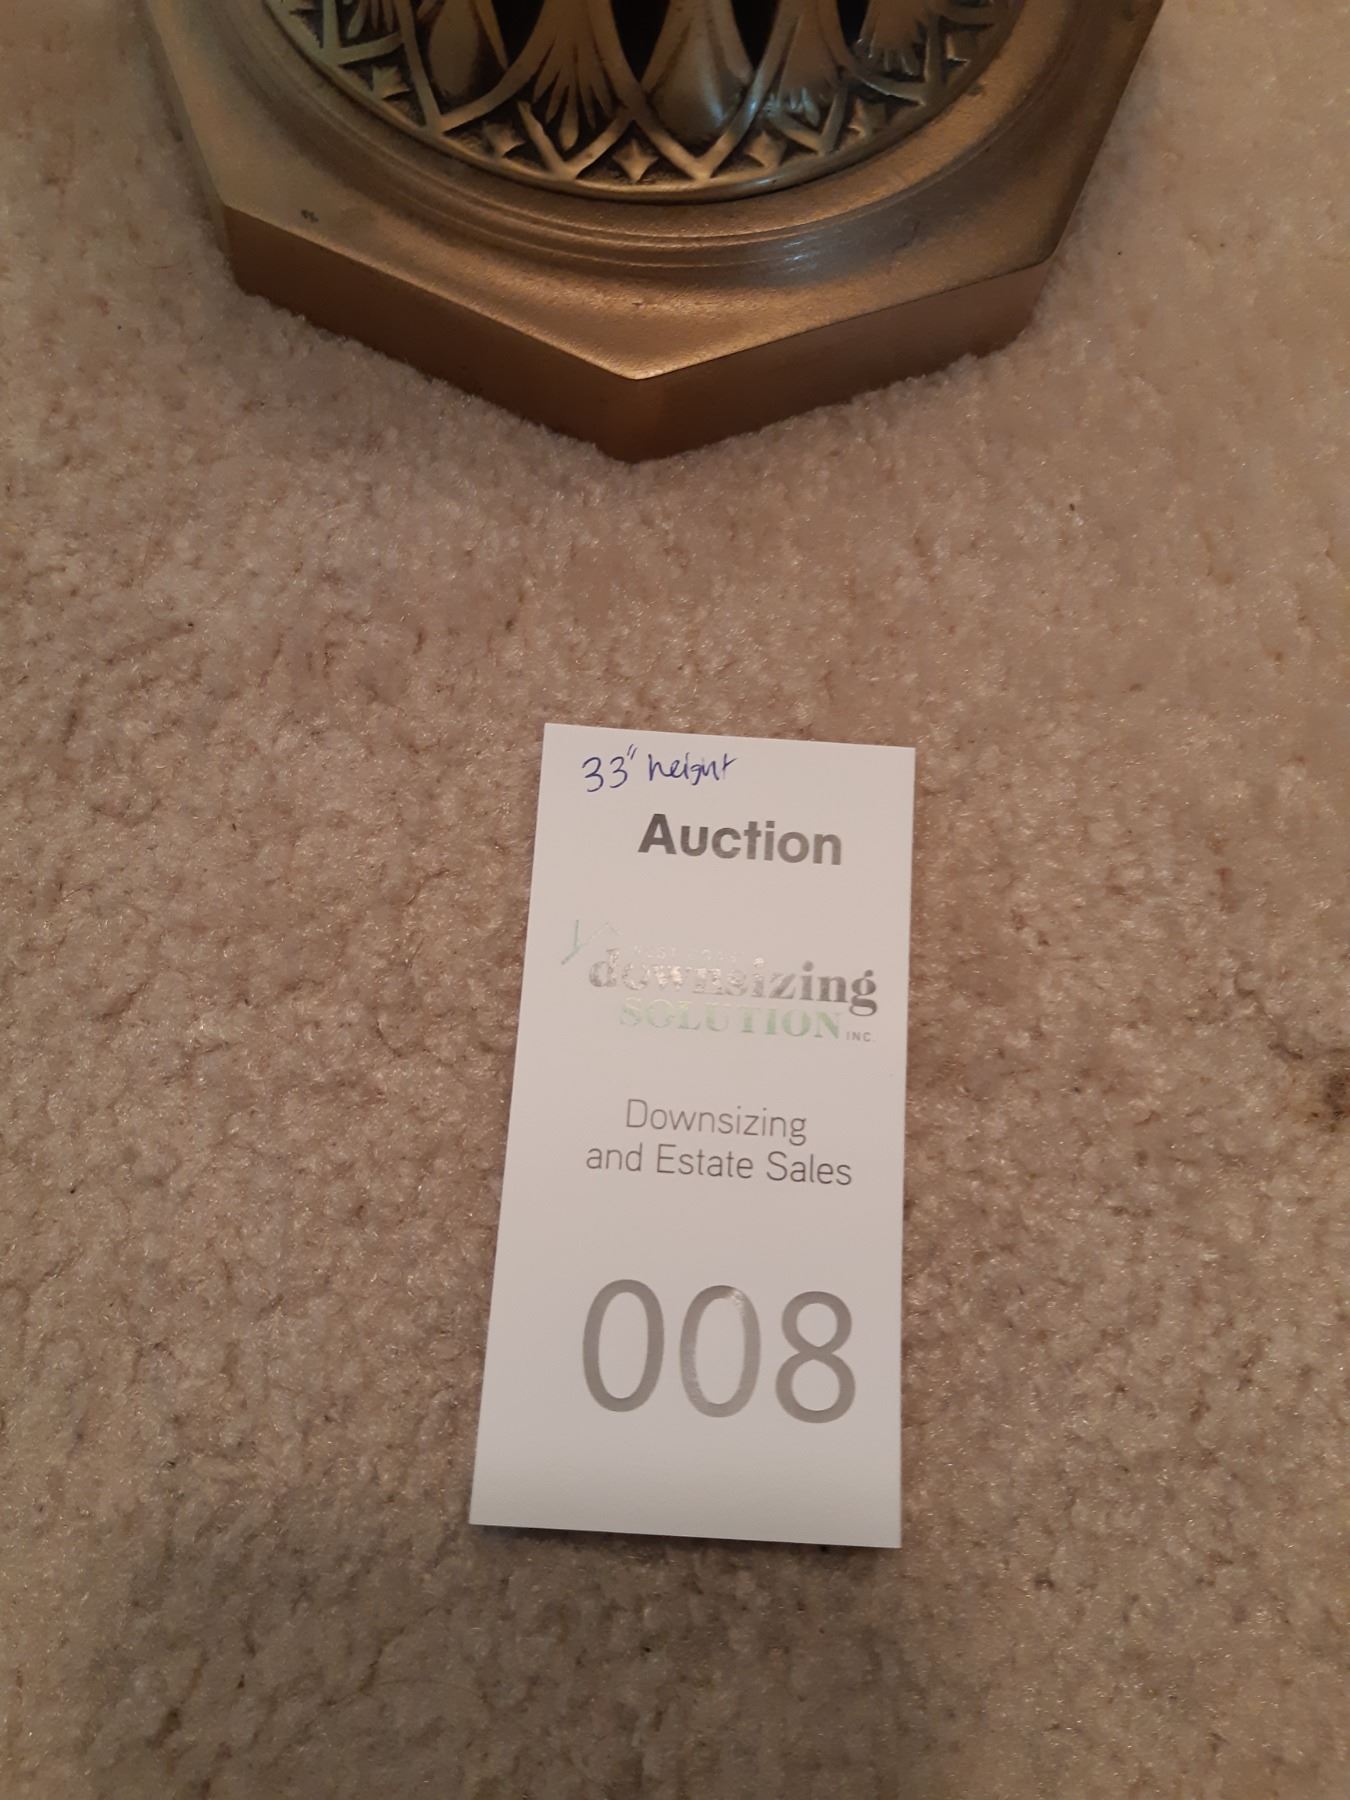 33" height
Auction
downsizing
SOLUTION INC.
Downsizing
and Estate Sales
008